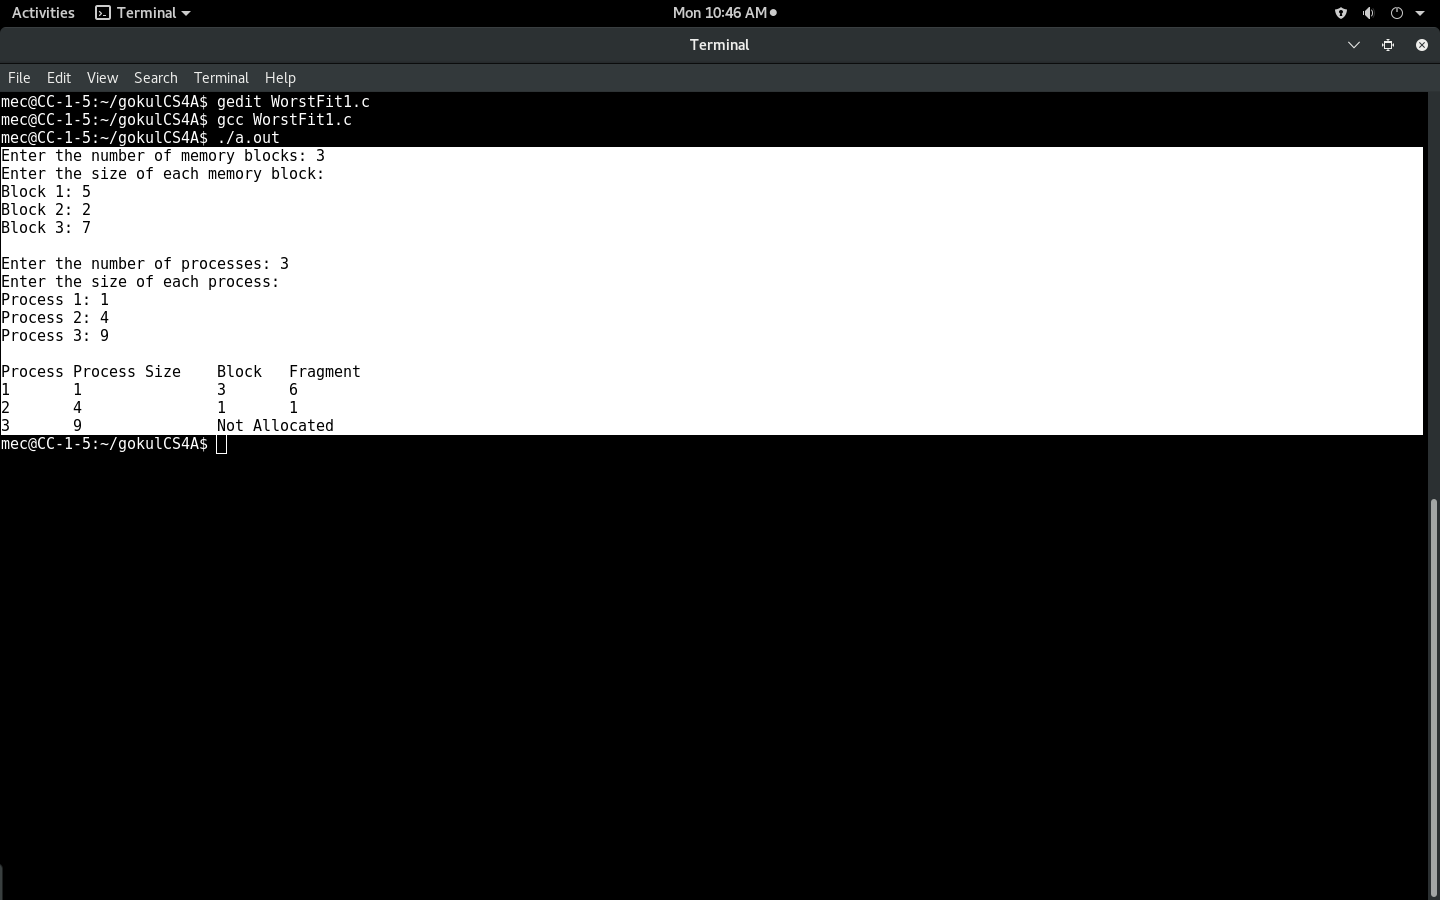 Activities Terminal Mon 10:46 AM
Terminal
File Edit View Search Terminal Help
mec@CC-1-5:~/gokulCS4A$ gedit WorstFit1.c
mec@CC-1-5:~/gokulCS4A$ gcc WorstFit1.c
mec@CC-1-5:~/gokulCS4A$ ./a.out
Enter the number of memory blocks: 3
Enter the size of each memory block:
Block 1: 5
Block 2: 2
Block 3: 7
Enter the number of processes: 3
Enter the size of each process:
Process 1: 1
Process 2: 4
Process 3: 9
Process Process Size    Block   Fragment
1       1               3       6
2       4               1       1
3       9               Not Allocated
mec@CC-1-5:~/gokulCS4A$